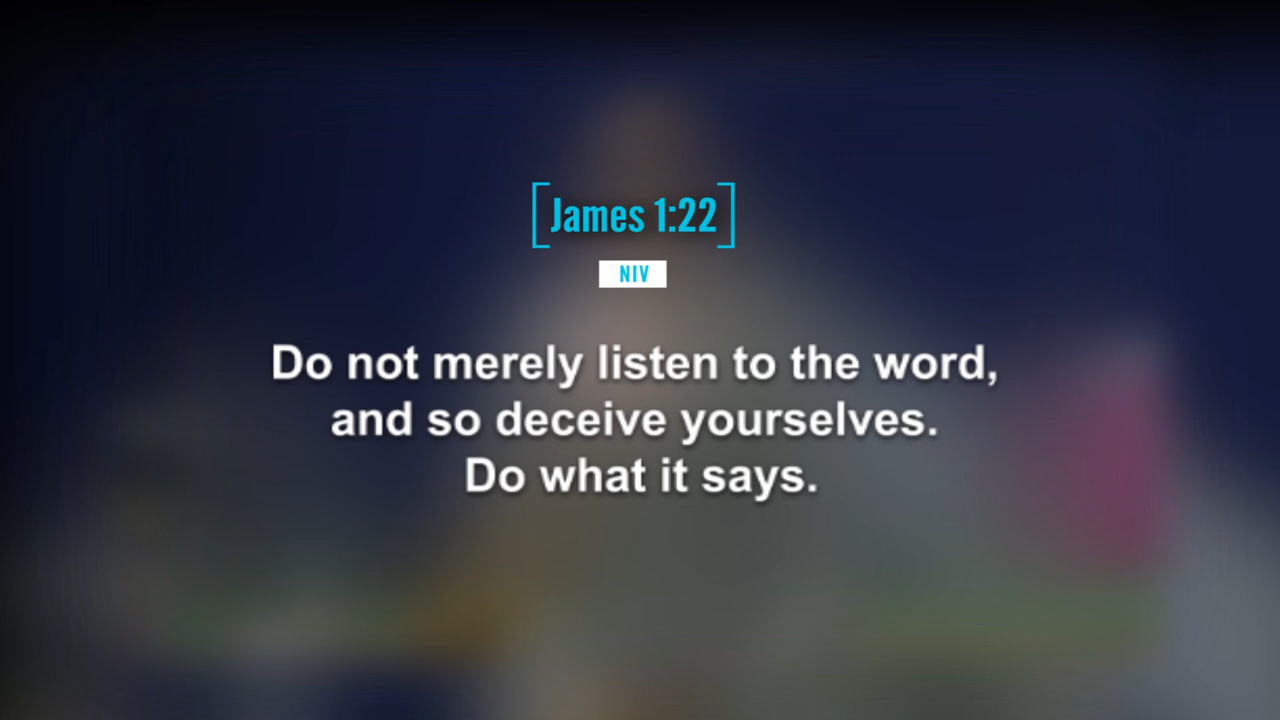 [James 1:22]
NIV
Do not merely listen to the word,
and so deceive yourselves.
Do what it says.